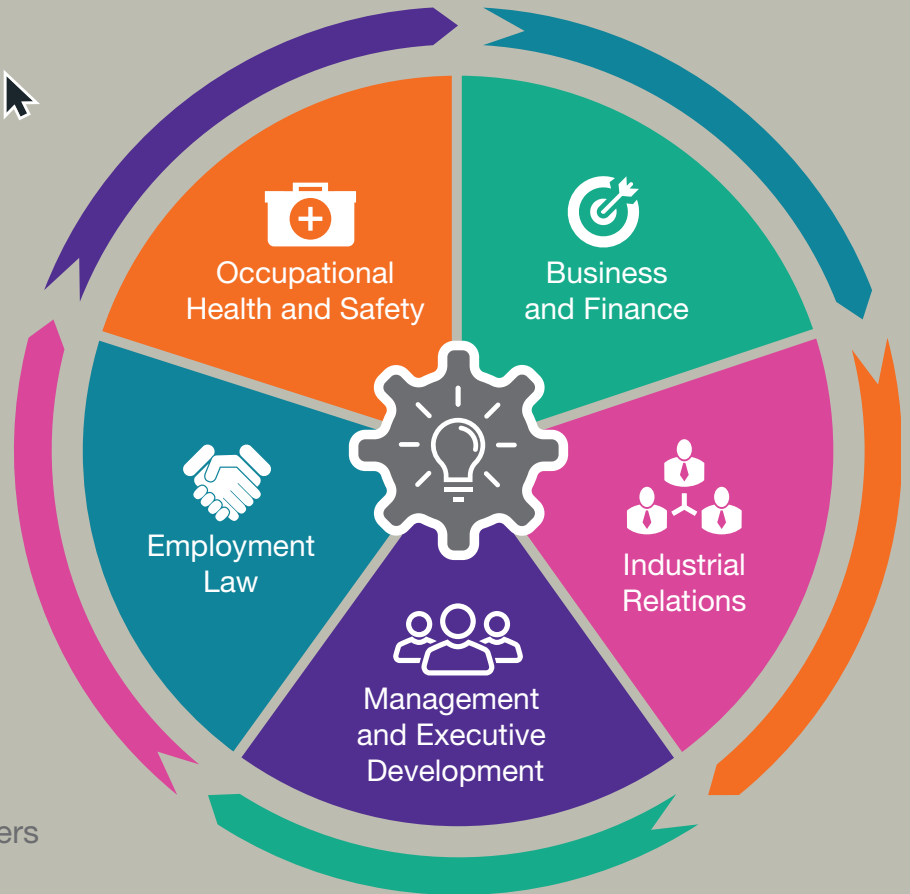 Occupational
Health and Safety
Business
and Finance
Employment
Law
Industrial
Relations
Management
and Executive
Development
ers